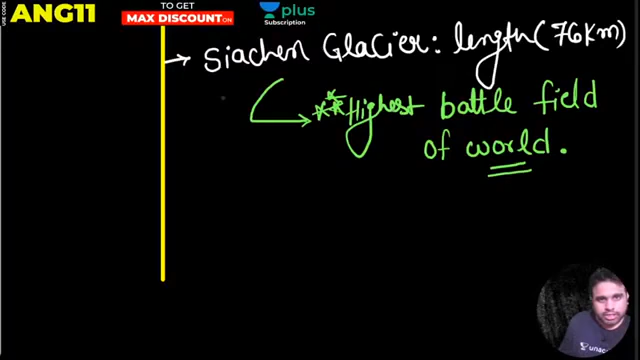 USE CODE
ANG11
TO GET
MAX DISCOUNT ON
plus
Subscription
→ Siachen Glacier: length (76Km)
*** Highest battle field
of world.